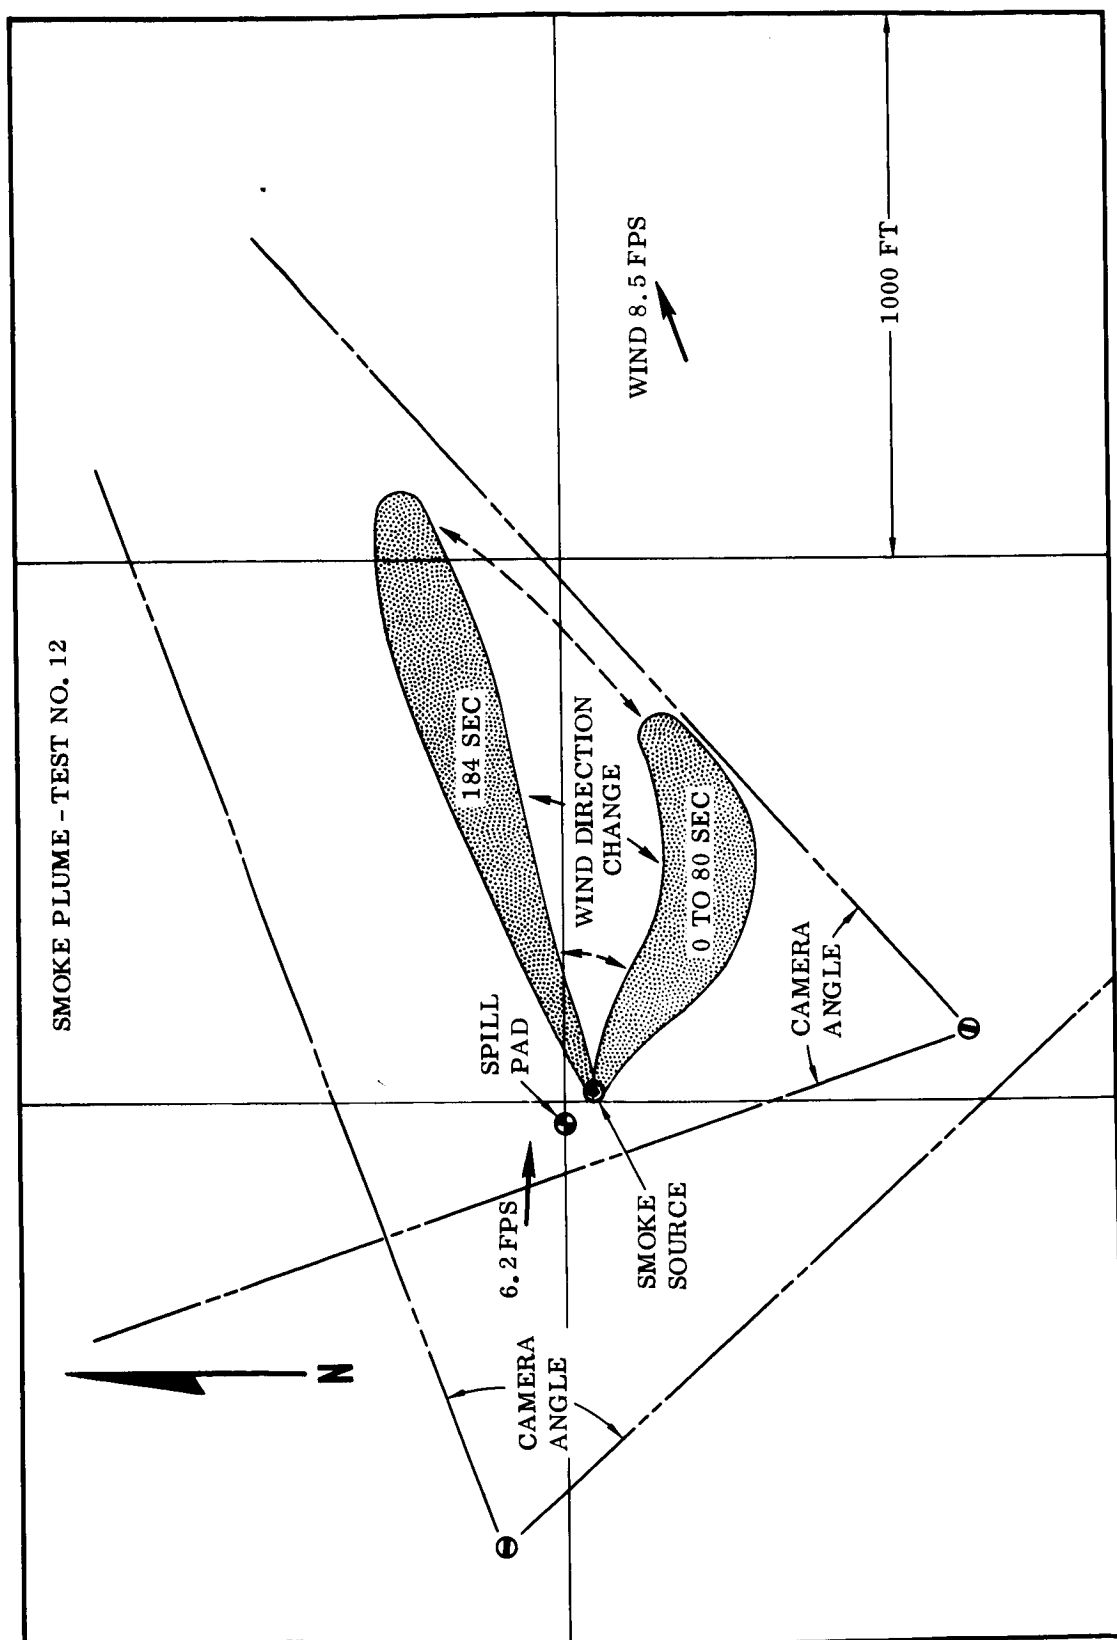 SMOKE PLUME - TEST NO. 12
184 SEC
WIND DIRECTION
CHANGE
0 TO 80 SEC
WIND 8.5 FPS
1000 FT
SPILL
PAD
6.2 FPS
SMOKE
SOURCE
CAMERA
ANGLE
CAMERA
ANGLE
N